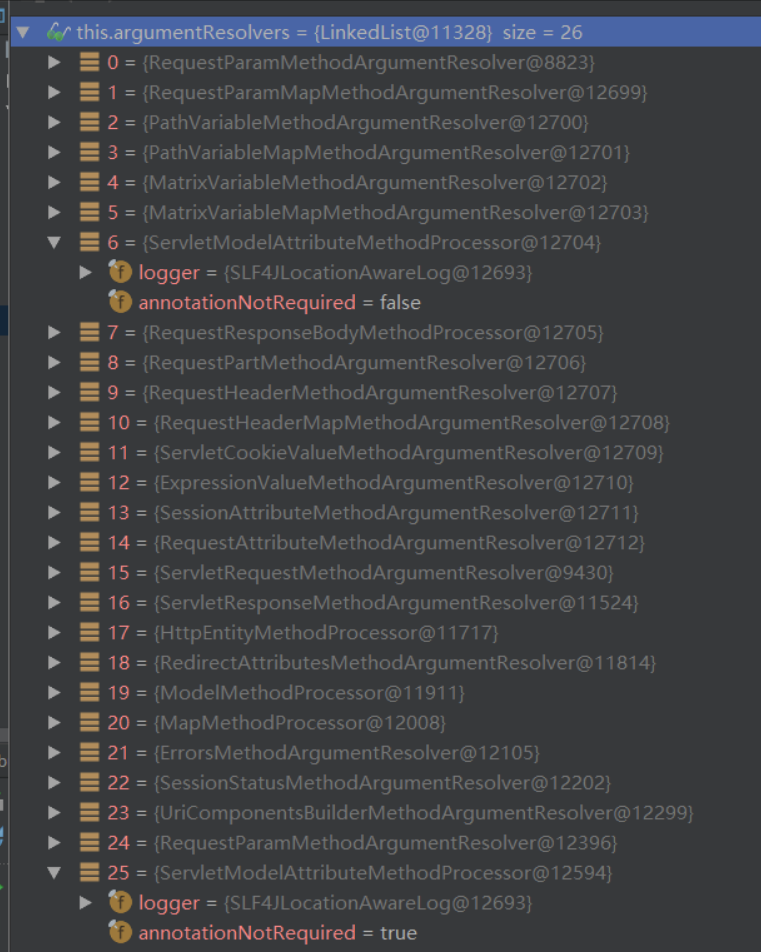 this.argumentResolvers = {LinkedList@11328} size = 26
0 = {RequestParamMethodArgumentResolver@8823}
1 = {RequestParamMapMethodArgumentResolver@12699}
2 = {PathVariableMethodArgumentResolver@12700}
3 = {PathVariableMapMethodArgumentResolver@12701}
4 = {MatrixVariableMethodArgumentResolver@12702}
5 = {MatrixVariableMapMethodArgumentResolver@12703}
6 = {ServletModelAttributeMethodProcessor@12704}
f logger = {SLF4JLocationAwareLog@12693}
f annotationNotRequired = false
7 = {RequestResponseBodyMethodProcessor@12705}
8 = {RequestPartMethodArgumentResolver@12706}
9 = {RequestHeaderMethodArgumentResolver@12707}
10 = {RequestHeaderMapMethodArgumentResolver@12708}
11 = {ServletCookieValueMethodArgumentResolver@12709}
12 = {ExpressionValueMethodArgumentResolver@12710}
13 = {SessionAttributeMethodArgumentResolver@12711}
14 = {RequestAttributeMethodArgumentResolver@12712}
15 = {ServletRequestMethodArgumentResolver@9430}
16 = {ServletResponseMethodArgumentResolver@11524}
17 = {HttpEntityMethodProcessor@11717}
18 = {RedirectAttributesMethodArgumentResolver@11814}
19 = {ModelMethodProcessor@11911}
20 = {MapMethodProcessor@12008}
21 = {ErrorsMethodArgumentResolver@12105}
22 = {SessionStatusMethodArgumentResolver@12202}
23 = {UriComponentsBuilderMethodArgumentResolver@12299}
24 = {RequestParamMethodArgumentResolver@12396}
25 = {ServletModelAttributeMethodProcessor@12594}
f logger = {SLF4JLocationAwareLog@12693}
f annotationNotRequired = true